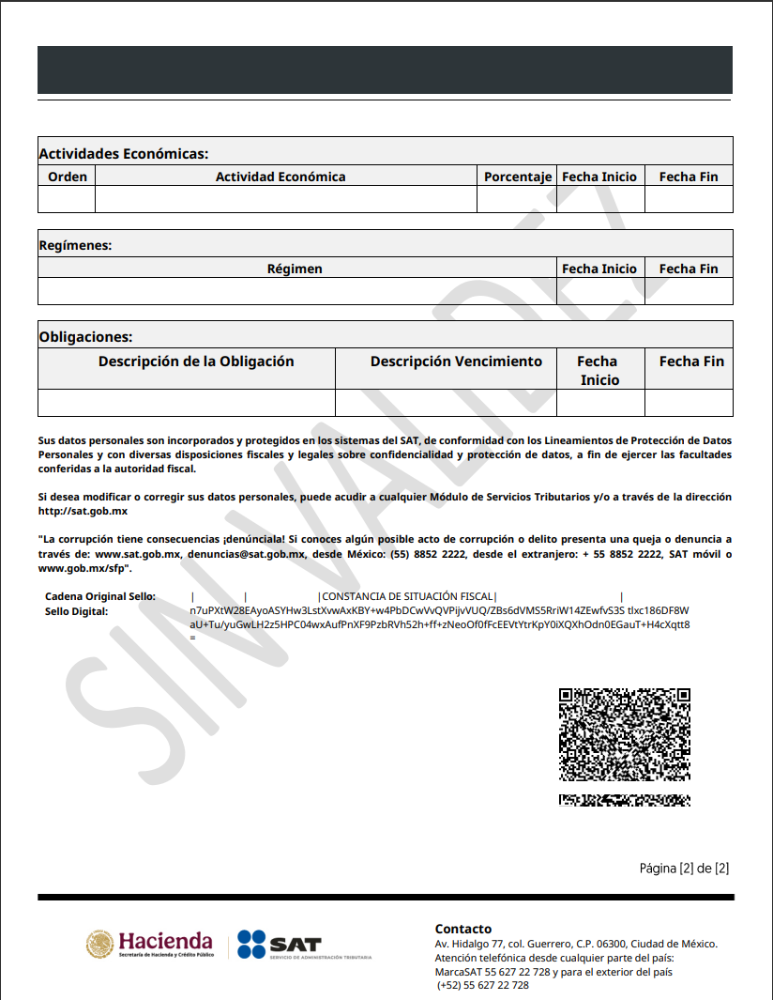 Actividades Económicas:
Orden Actividad Económica Porcentaje Fecha Inicio Fecha Fin
Regímenes:
Régimen Fecha Inicio Fecha Fin
Obligaciones:
Descripción de la Obligación Descripción Vencimiento Fecha Inicio Fecha Fin
Sus datos personales son incorporados y protegidos en los sistemas del SAT, de conformidad con los Lineamientos de Protección de Datos
Personales y con diversas disposiciones fiscales y legales sobre confidencialidad y protección de datos, a fin de ejercer las facultades
conferidas a la autoridad fiscal.
Si desea modificar o corregir sus datos personales, puede acudir a cualquier Módulo de Servicios Tributarios y/o a través de la dirección
http://sat.gob.mx
"La corrupción tiene consecuencias ¡denúnciala! Si conoces algún posible acto de corrupción o delito presenta una queja o denuncia a
través de: www.sat.gob.mx, denuncias@sat.gob.mx, desde México: (55) 8852 2222, desde el extranjero: + 55 8852 2222, SAT móvil o
www.gob.mx/sfp".
Cadena Original Sello: | | |CONSTANCIA DE SITUACIÓN FISCAL| |
Sello Digital: n7uPXtW28EAyoASYHw3LstXvwAxKBY+w4PbDCwVvQVPijvVUQ/ZBs6dVMS5RriW14ZEwfvS3S tlxc186DF8W
aU+Tu/yuGwLH2z5HPC04wxAufPnXF9PzbRVh52h+ff+zNeoOf0fFcEEVtYtrKpY0iXQXhOdn0EGauT+H4cXqtt8
=
SIN VALIDEZ
Página [2] de [2]
Hacienda
Secretaría de Hacienda y Crédito Público
SAT
SERVICIO DE ADMINISTRACIÓN TRIBUTARIA
Contacto
Av. Hidalgo 77, col. Guerrero, C.P. 06300, Ciudad de México.
Atención telefónica desde cualquier parte del país:
MarcaSAT 55 627 22 728 y para el exterior del país
(+52) 55 627 22 728